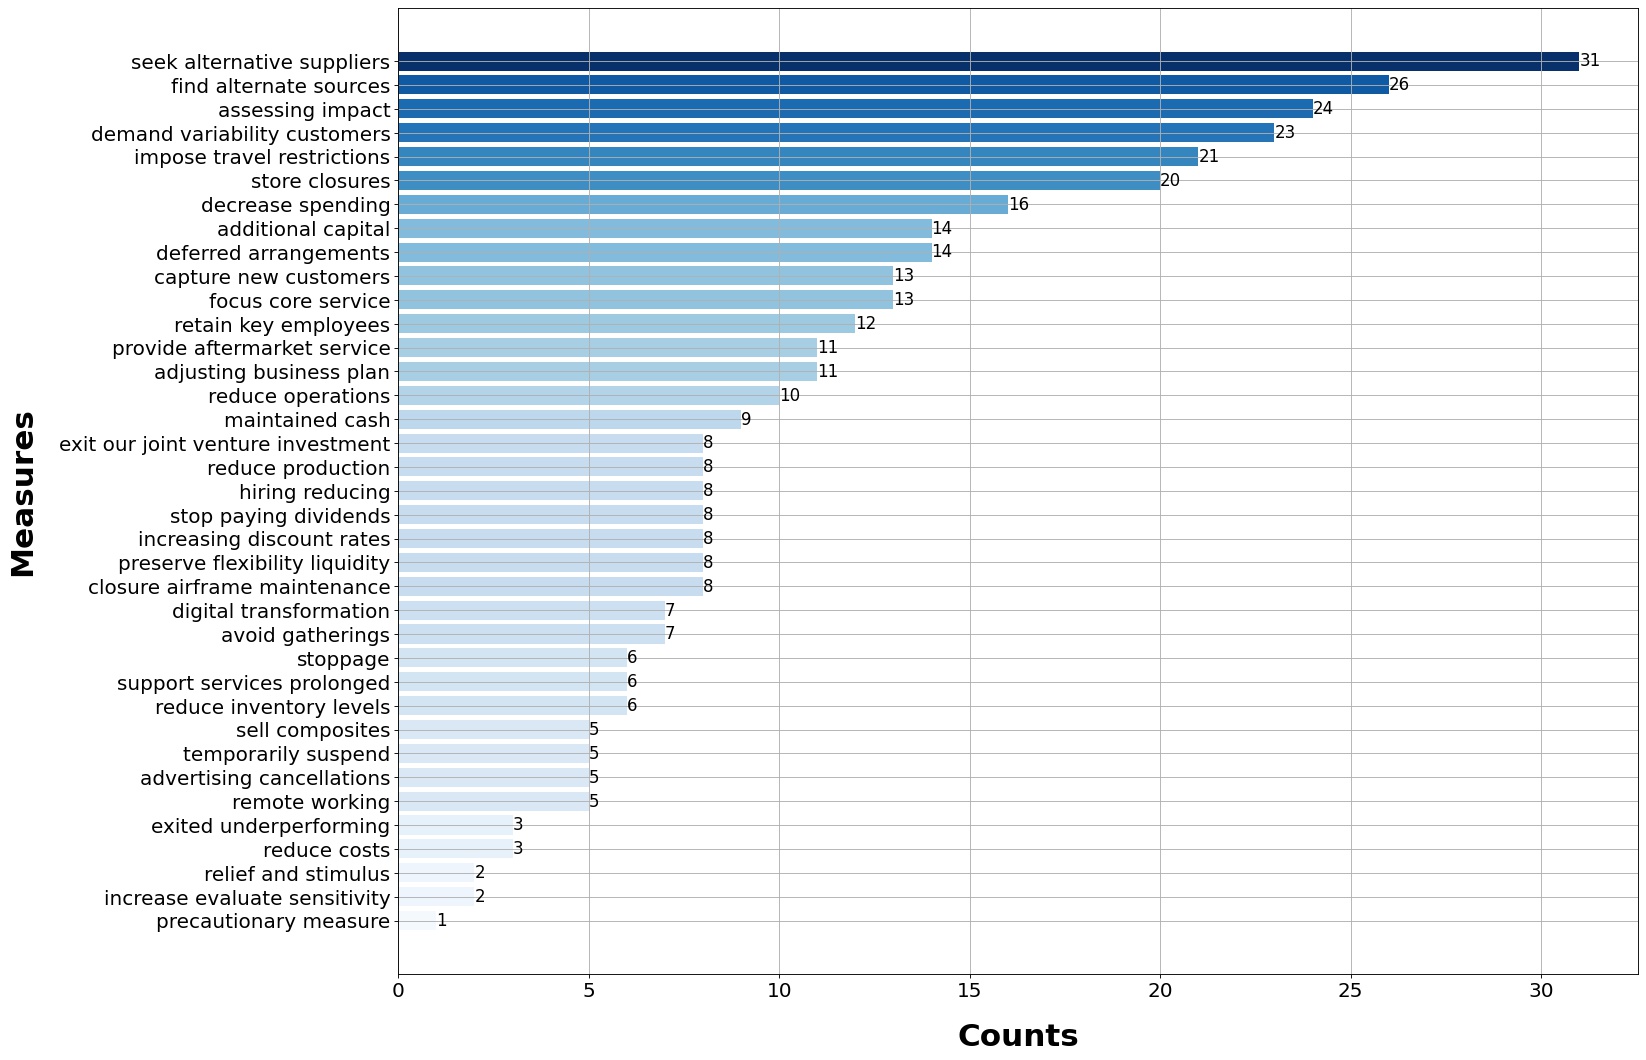 seek alternative suppliers 31
find alternate sources 26
assessing impact 24
demand variability customers 23
impose travel restrictions 21
store closures 20
decrease spending 16
additional capital 14
deferred arrangements 14
capture new customers 13
focus core service 13
retain key employees 12
provide aftermarket service 11
adjusting business plan 11
reduce operations 10
maintained cash 9
exit our joint venture investment 8
reduce production 8
hiring reducing 8
stop paying dividends 8
increasing discount rates 8
preserve flexibility liquidity 8
closure airframe maintenance 8
digital transformation 7
avoid gatherings 7
stoppage 6
support services prolonged 6
reduce inventory levels 6
sell composites 5
temporarily suspend 5
advertising cancellations 5
remote working 5
exited underperforming 3
reduce costs 3
relief and stimulus 2
increase evaluate sensitivity 2
precautionary measure 1
Measures
0 5 10 15 20 25 30
Counts